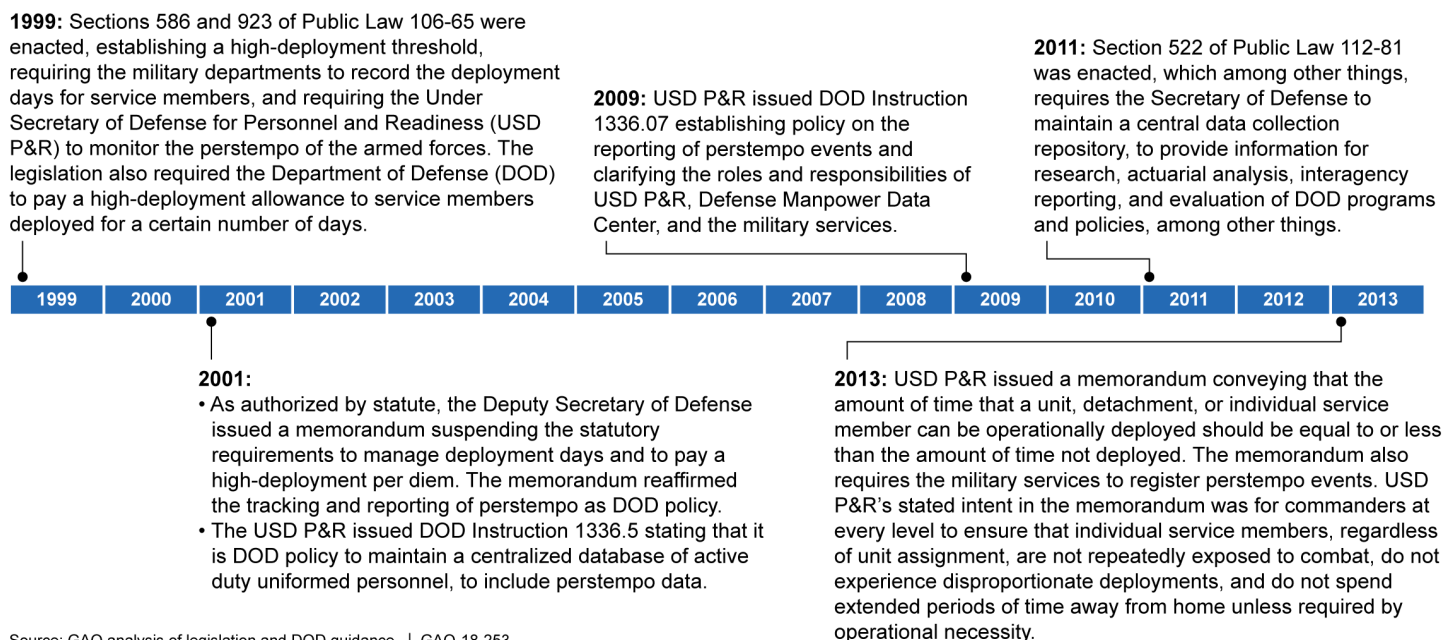 1999: Sections 586 and 923 of Public Law 106-65 were
enacted, establishing a high-deployment threshold,
requiring the military departments to record the deployment
days for service members, and requiring the Under
Secretary of Defense for Personnel and Readiness (USD
P&R) to monitor the perstempo of the armed forces. The
legislation also required the Department of Defense (DOD)
to pay a high-deployment allowance to service members
deployed for a certain number of days.
2009: USD P&R issued DOD Instruction
1336.07 establishing policy on the
reporting of perstempo events and
clarifying the roles and responsibilities of
USD P&R, Defense Manpower Data
Center, and the military services.
2011: Section 522 of Public Law 112-81
was enacted, which among other things,
requires the Secretary of Defense to
maintain a central data collection
repository, to provide information for
research, actuarial analysis, interagency
reporting, and evaluation of DOD programs
and policies, among other things.
1999 2000 2001 2002 2003 2004 2005 2006 2007 2008 2009 2010 2011 2012 2013
2001:
• As authorized by statute, the Deputy Secretary of Defense
issued a memorandum suspending the statutory
requirements to manage deployment days and to pay a
high-deployment per diem. The memorandum reaffirmed
the tracking and reporting of perstempo as DOD policy.
• The USD P&R issued DOD Instruction 1336.5 stating that it
is DOD policy to maintain a centralized database of active
duty uniformed personnel, to include perstempo data.
2013: USD P&R issued a memorandum conveying that the
amount of time that a unit, detachment, or individual service
member can be operationally deployed should be equal to or less
than the amount of time not deployed. The memorandum also
requires the military services to register perstempo events. USD
P&R's stated intent in the memorandum was for commanders at
every level to ensure that individual service members, regardless
of unit assignment, are not repeatedly exposed to combat, do not
experience disproportionate deployments, and do not spend
extended periods of time away from home unless required by
operational necessity.
Source: GAO analysis of legislation and DOD guidance. | GAO-18-253